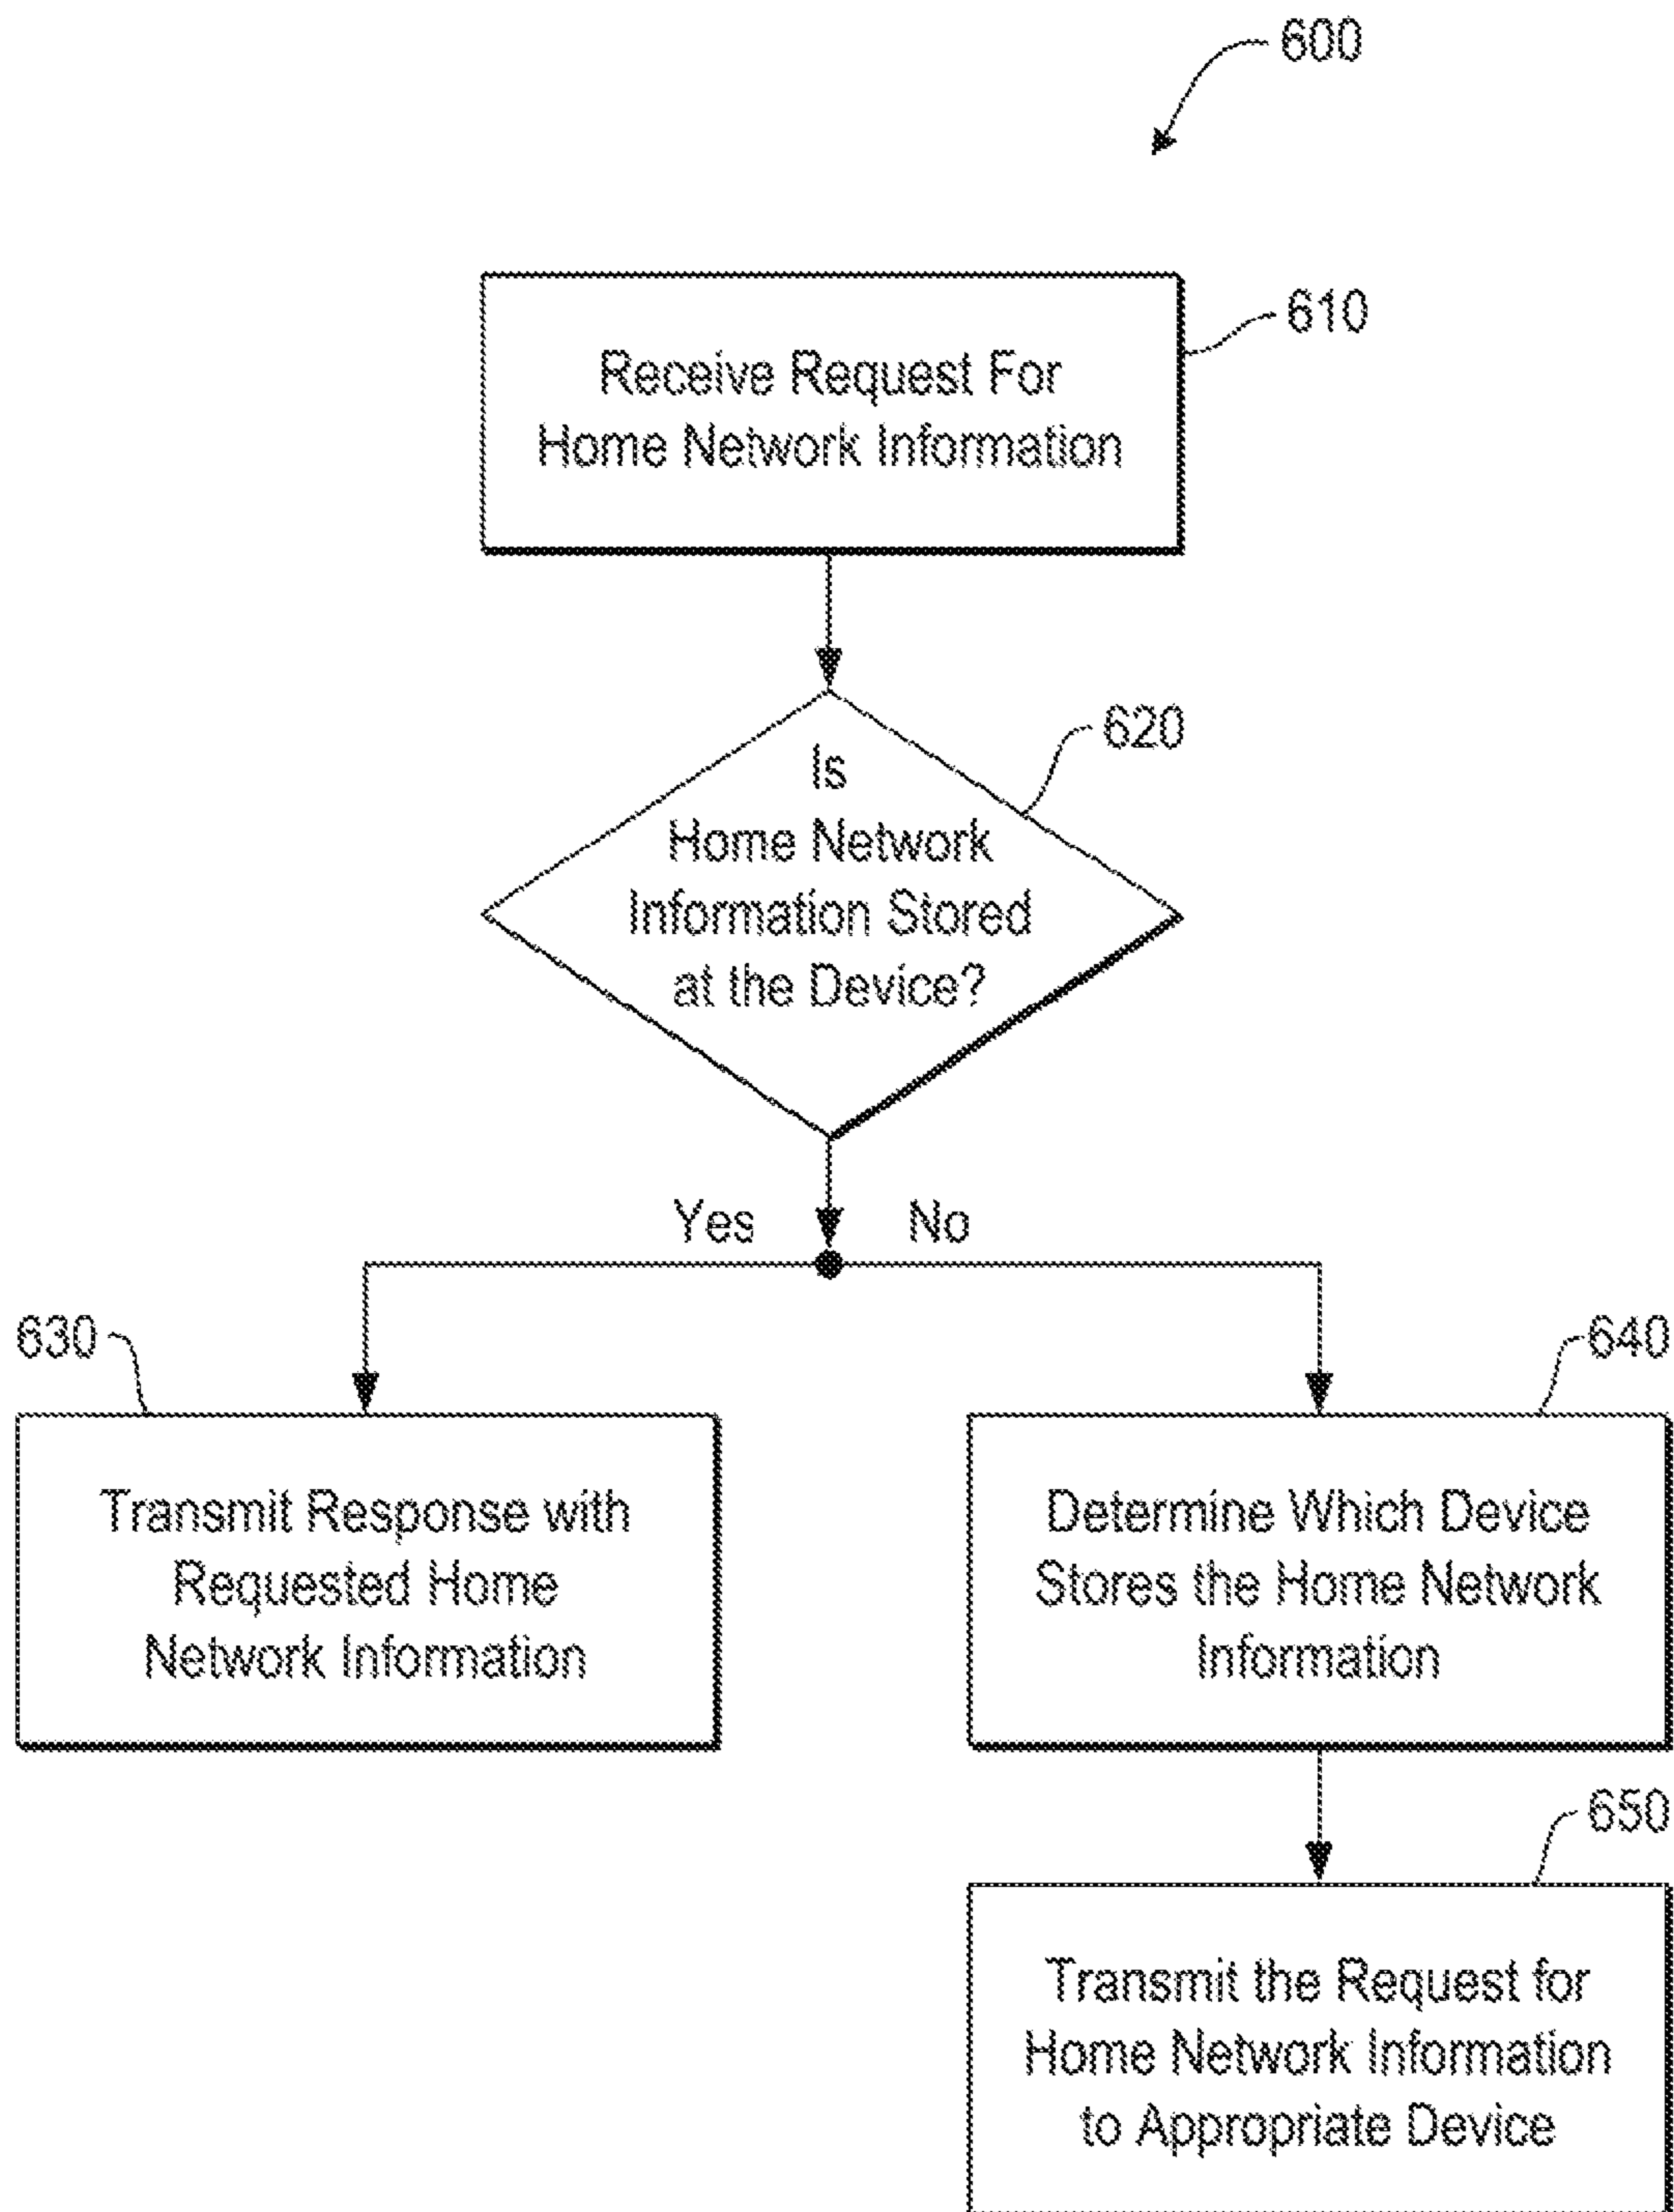 600
610
Receive Request For
Home Network Information
620
Is
Home Network
Information Stored
at the Device?
Yes
No
630
640
Transmit Response with
Requested Home
Network Information
Determine Which Device
Stores the Home Network
Information
650
Transmit the Request for
Home Network Information
to Appropriate Device